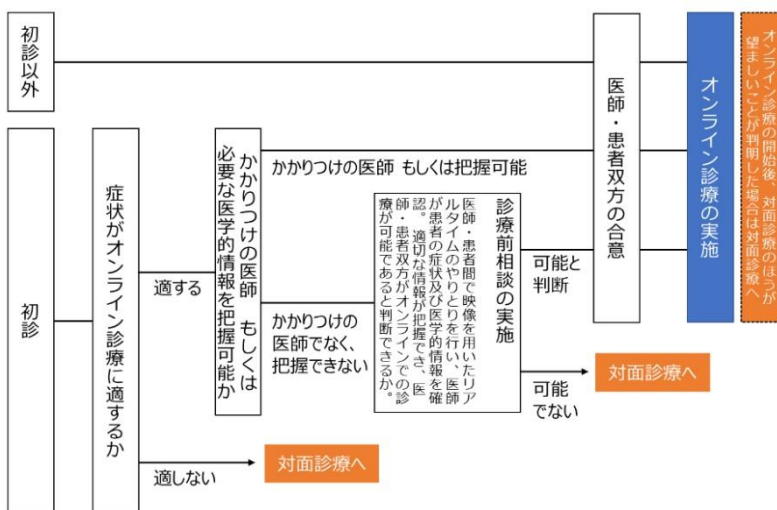 初診以外
初診
症状がオンライン診療に適するか
適する
適しない
対面診療へ
かかりつけの医師 もしくは
必要な医学的情報を把握可能か
かかりつけの医師 もしくは把握可能
かかりつけの
医師でなく、
把握できない
診療前相談の実施
医師・患者間で映像を用いたリア
ルタイムのやりとりを行い、医師
が患者の症状及び医学的情報を確
認。適切な情報が把握でき、医
師・患者双方がオンラインでの診
療が可能であると判断できるか。
可能と
判断
可能
でない
対面診療へ
医師・患者双方の合意
オンライン診療の実施
オンライン診療の開始後、対面診療のほうが
望ましいことが判明した場合は対面診療へ